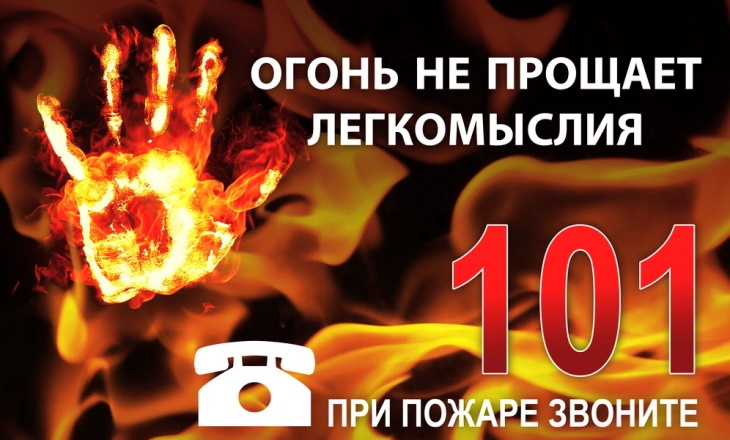 ОГОНЬ НЕ ПРОЩАЕТ
ЛЕГКОМЫСЛИЯ
101
ПРИ ПОЖАРЕ ЗВОНИТЕ